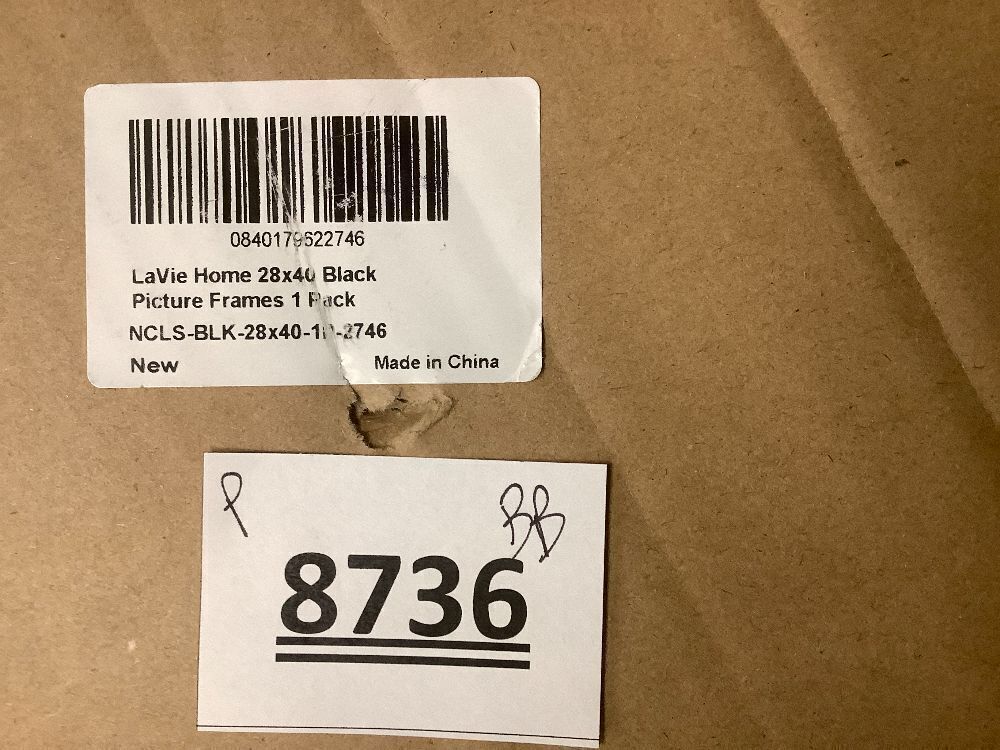 0840179622746
LaVie Home 28x40 Black
Picture Frames 1 Pack
NCLS-BLK-28x40-1P-2746
New Made in China
P BB
8736